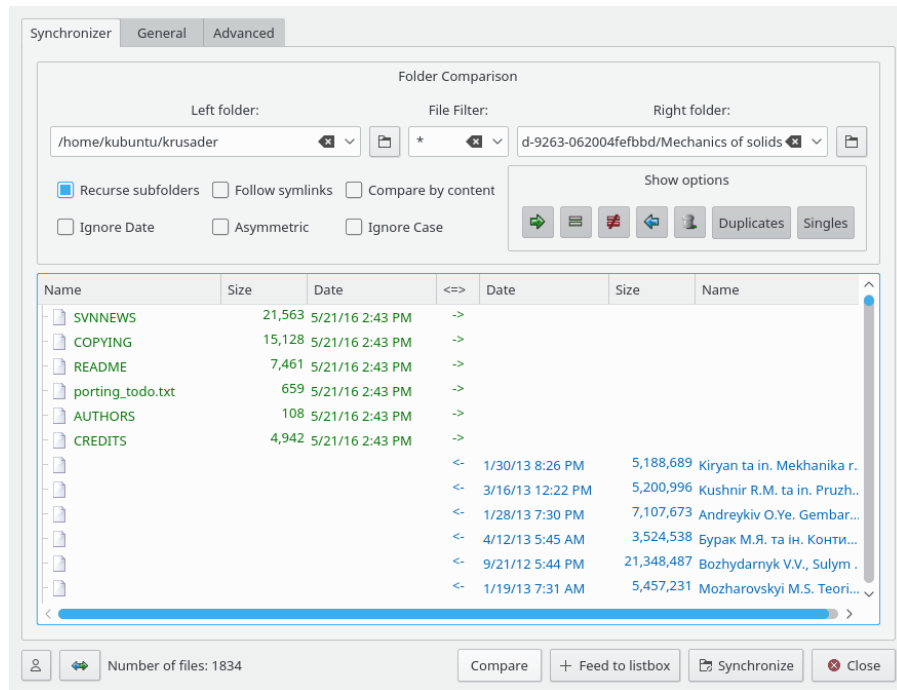 Synchronizer General Advanced
Folder Comparison
Left folder: File Filter: Right folder:
/home/kubuntu/krusader * d-9263-062004fefbbd/Mechanics of solids
Recurse subfolders Follow symlinks Compare by content
Show options
Ignore Date Asymmetric Ignore Case
Duplicates Singles
Name Size Date <=> Date Size Name
SVNNEWS 21,563 5/21/16 2:43 PM ->
COPYING 15,128 5/21/16 2:43 PM ->
README 7,461 5/21/16 2:43 PM ->
porting_todo.txt 659 5/21/16 2:43 PM ->
AUTHORS 108 5/21/16 2:43 PM ->
CREDITS 4,942 5/21/16 2:43 PM ->
<- 1/30/13 8:26 PM 5,188,689 Kiryan ta in. Mekhanika r.
<- 3/16/13 12:22 PM 5,200,996 Kushnir R.M. ta in. Pruzh..
<- 1/28/13 7:30 PM 7,107,673 Andreykiv O.Ye. Gembar...
<- 4/12/13 5:45 AM 3,524,538 Бурак М.Я. та ін. Конти...
<- 9/21/12 5:44 PM 21,348,487 Bozhydarnyk V.V., Sulym .
<- 1/19/13 7:31 AM 5,457,231 Mozharovskyi M.S. Teori...
Number of files: 1834 Compare + Feed to listbox Synchronize Close